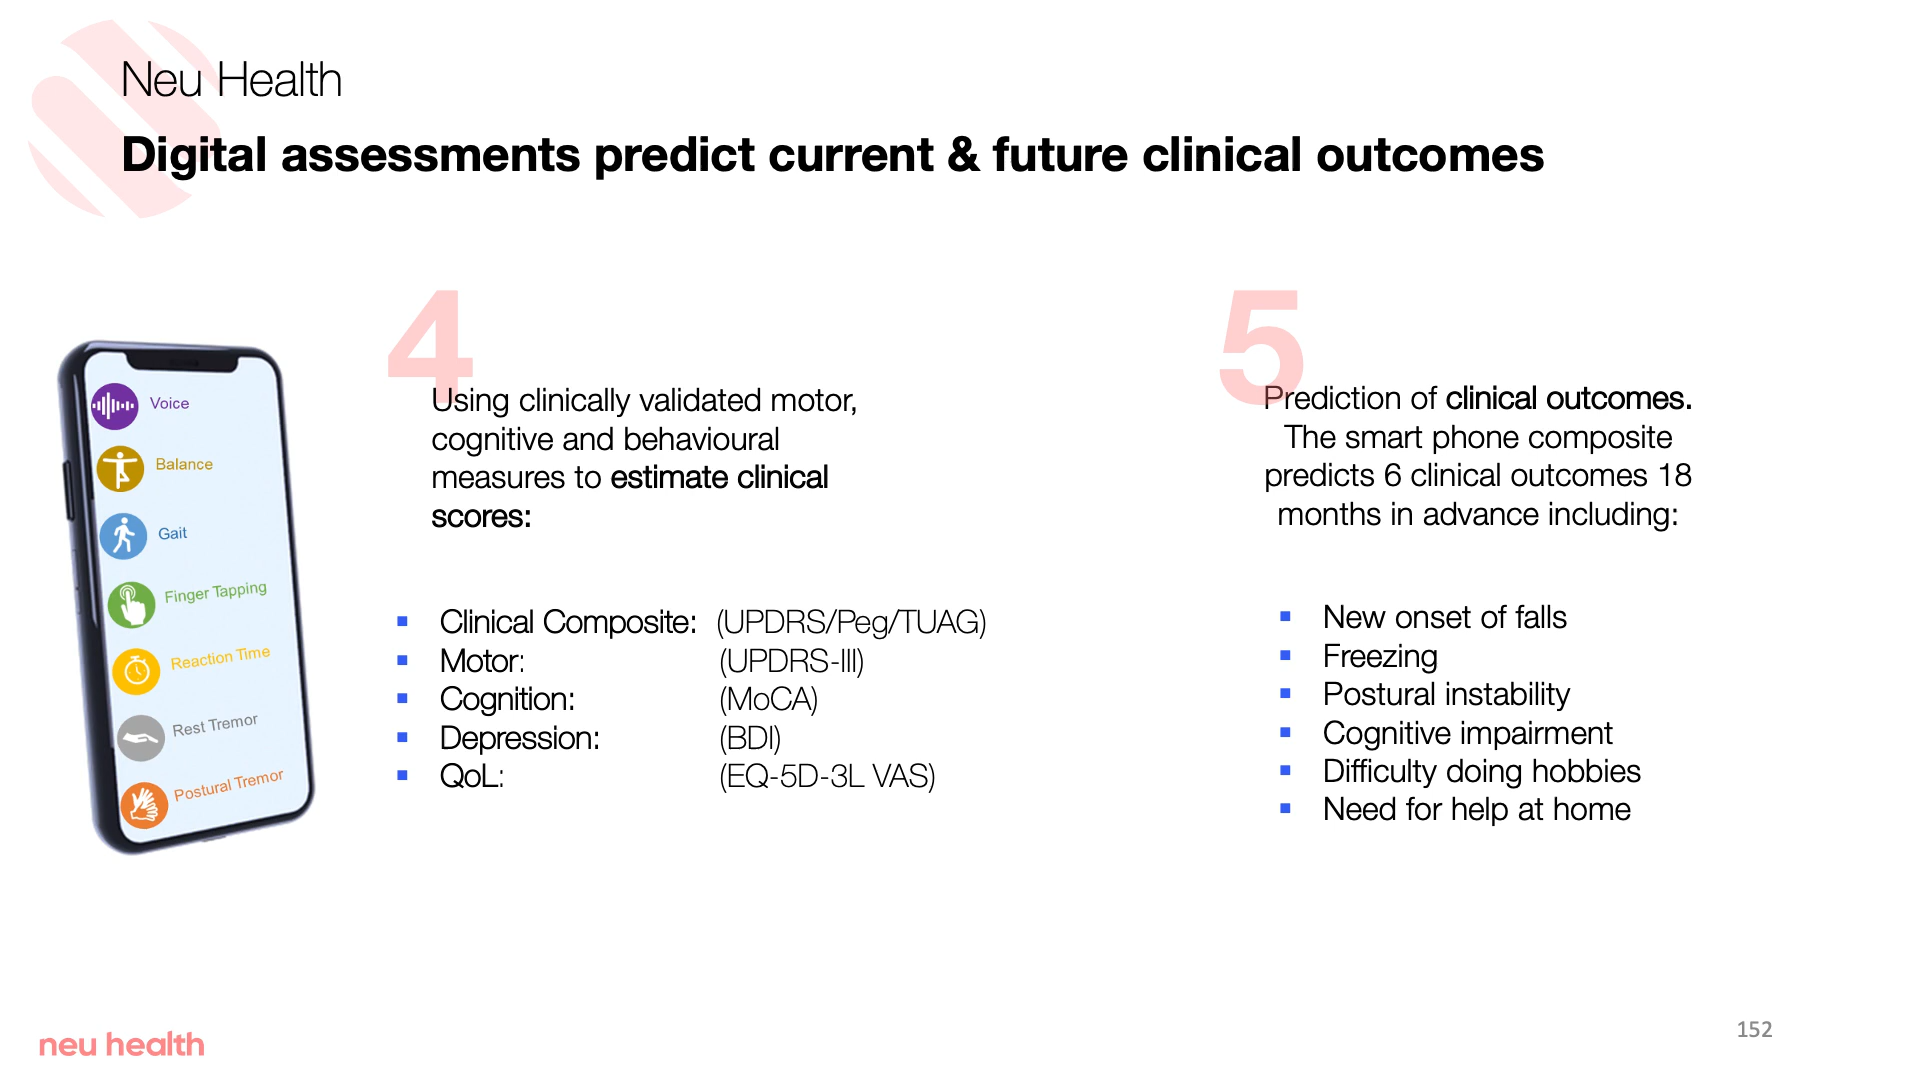 Neu Health
Digital assessments predict current & future clinical outcomes
Voice
Balance
Gait
Finger Tapping
Reaction Time
Rest Tremor
Postural Tremor
4
Using clinically validated motor,
cognitive and behavioural
measures to estimate clinical
scores:
▪ Clinical Composite: (UPDRS/Peg/TUAG)
▪ Motor: (UPDRS-III)
▪ Cognition: (MoCA)
▪ Depression: (BDI)
▪ QoL: (EQ-5D-3L VAS)
5
Prediction of clinical outcomes.
The smart phone composite
predicts 6 clinical outcomes 18
months in advance including:
▪ New onset of falls
▪ Freezing
▪ Postural instability
▪ Cognitive impairment
▪ Difficulty doing hobbies
▪ Need for help at home
neu health
152